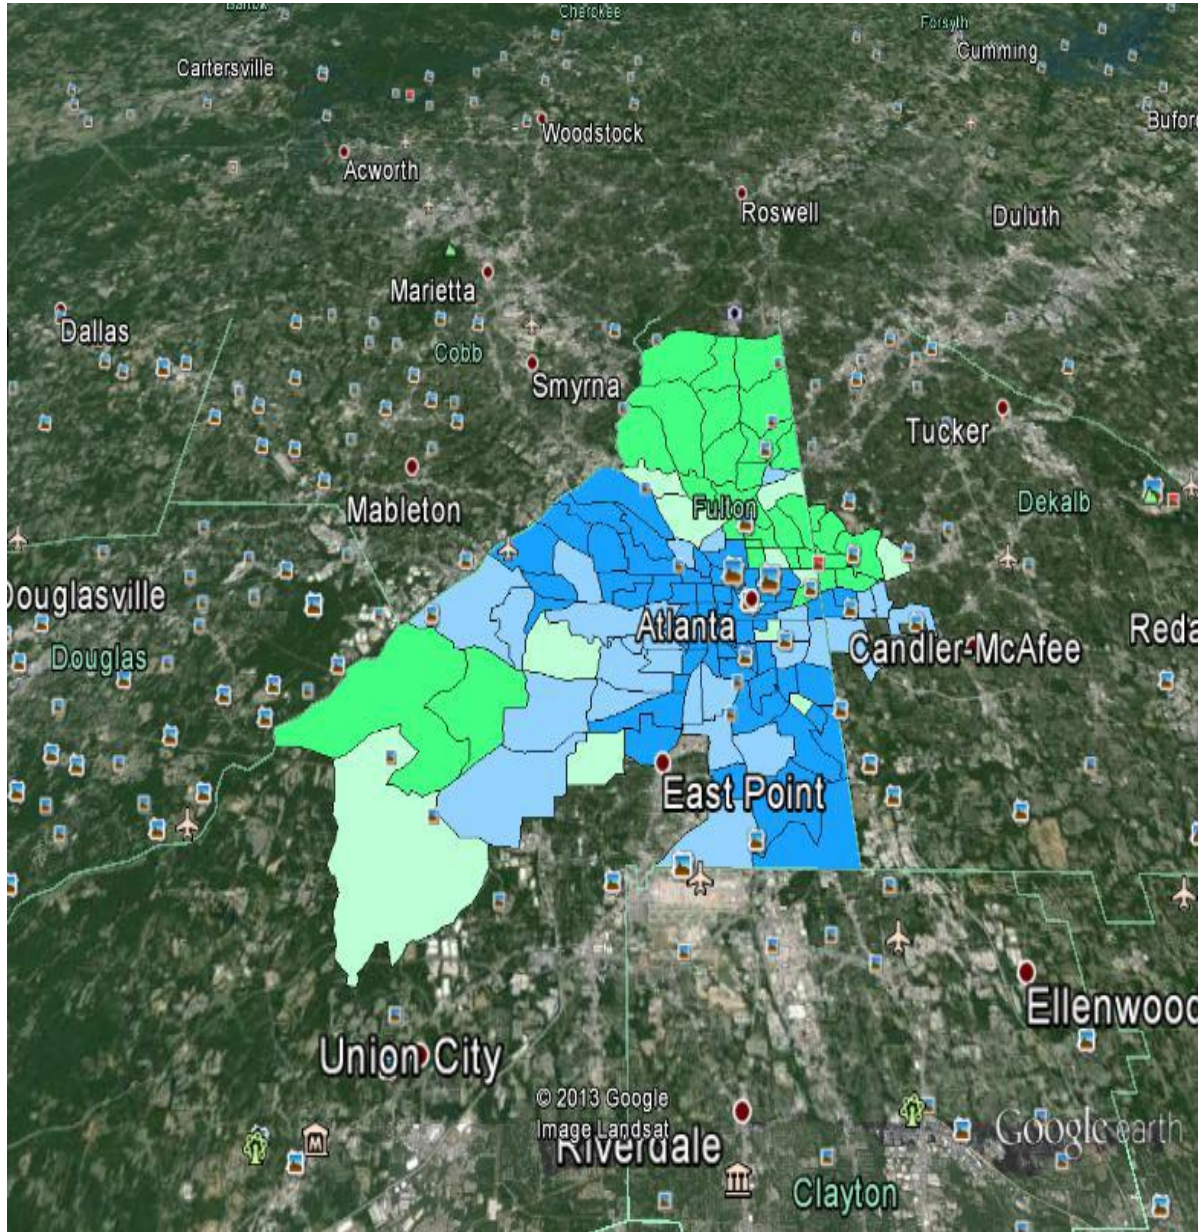 Bartow
Cherokee
Forsyth
Cumming
Cartersville
Woodstock
Acworth
Roswell
Duluth
Marietta
Dallas
Cobb
Smyrna
Tucker
Mableton
Fulton
Dekalb
Douglasville
Atlanta
Candler-McAfee
Douglas
East Point
Ellenwood
Union City
© 2013 Google
Image Landsat
Riverdale
Google earth
Clayton
M